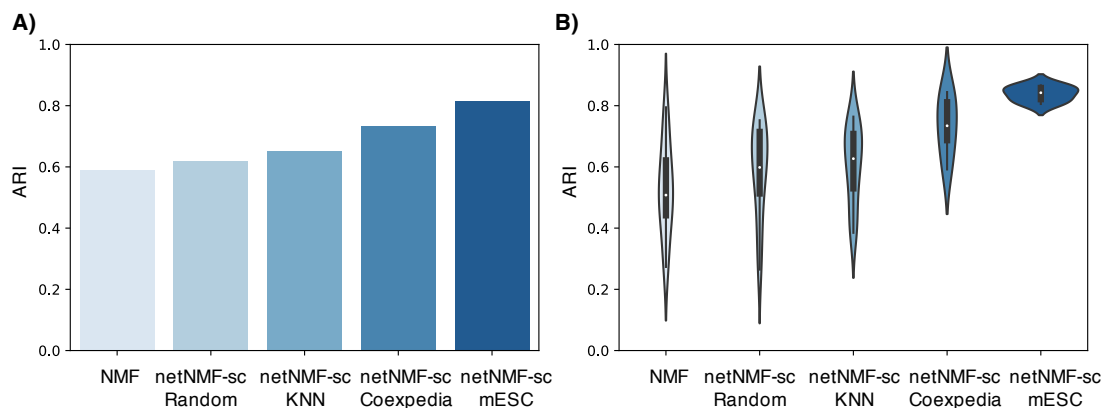 A)
1.0
0.8
0.6
0.4
0.2
0.0
ARI
NMF
netNMF-sc
Random
netNMF-sc
KNN
netNMF-sc
Coexpedia
netNMF-sc
mESC
B)
1.0
0.8
0.6
0.4
0.2
0.0
ARI
NMF
netNMF-sc
Random
netNMF-sc
KNN
netNMF-sc
Coexpedia
netNMF-sc
mESC